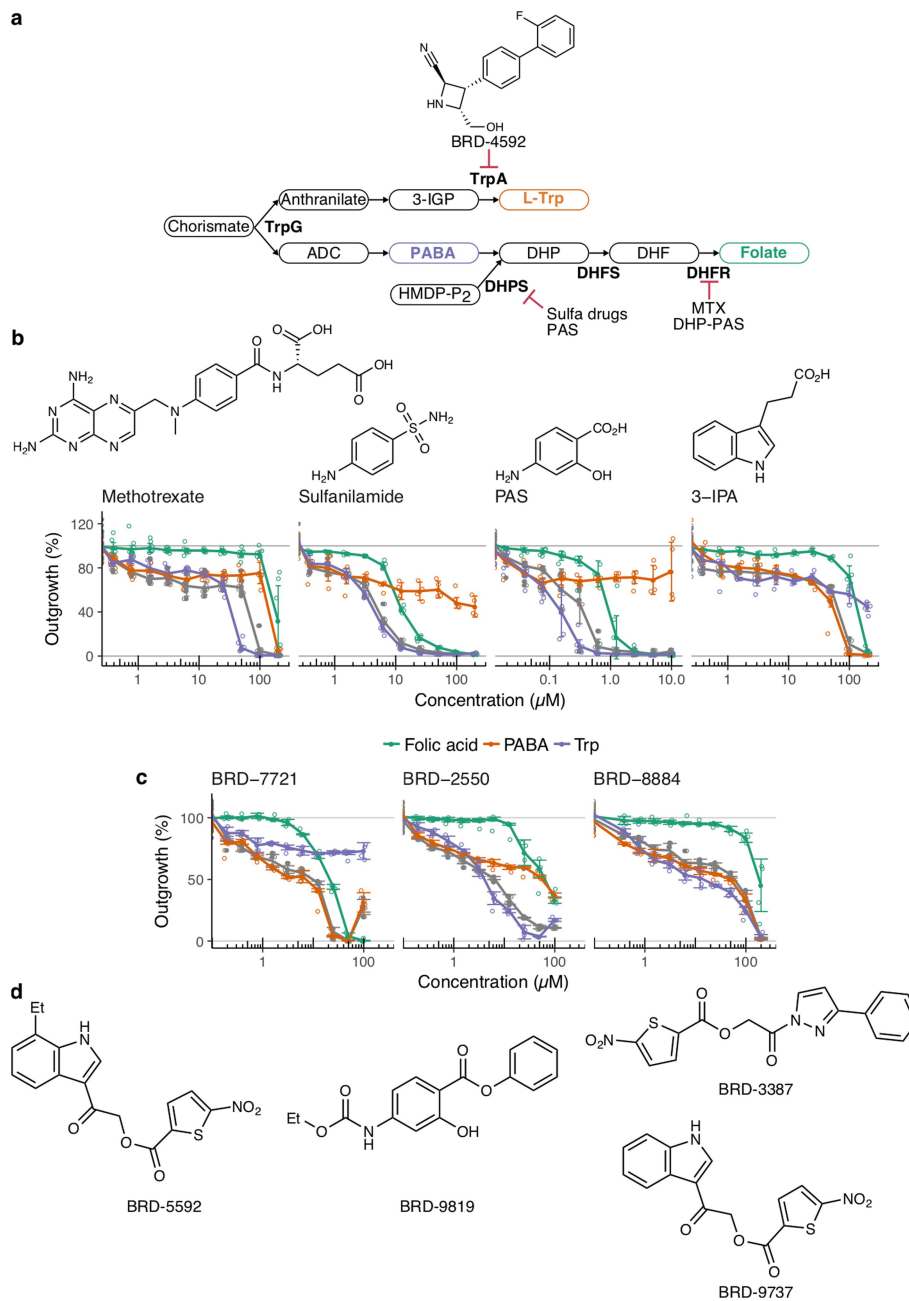 a
F
N
HN
OH
BRD-4592
TrpA
Anthranilate
3-IGP
L-Trp
Chorismate
TrpG
ADC
PABA
DHP
DHF
Folate
DHPS
DHFS
DHFR
HMDP-P2
Sulfa drugs
PAS
MTX
DHP-PAS
b
NH2
N
N
H2N
N
N
N
O
N
H
O
OH
OH
O
O
NH2
S
O
H2N
CO2H
OH
H2N
CO2H
N
H
Methotrexate
Sulfanilamide
PAS
3–IPA
Outgrowth (%)
120
80
40
0
1
10
100
1
10
100
0.1
1.0
10.0
1
10
100
Concentration (µM)
Folic acid
PABA
Trp
c
BRD–7721
BRD–2550
BRD–8884
Outgrowth (%)
100
50
0
1
100
1
100
1
100
Concentration (µM)
d
Et
H
N
O
O
O
S
NO2
BRD-5592
Et
O
O
N
H
O
O
OH
BRD-9819
O2N
S
O
O
O
N
N
BRD-3387
H
N
O
O
O
S
NO2
BRD-9737